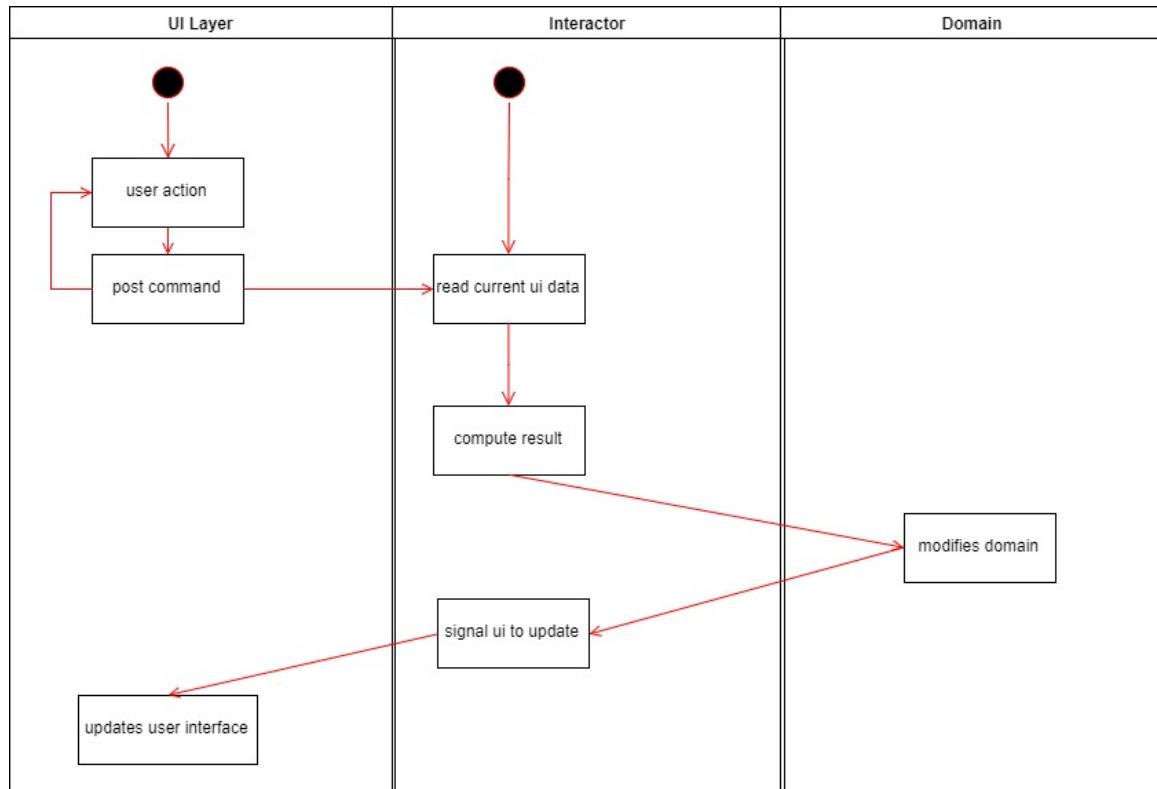 UI Layer
Interactor
Domain
user action
post command
read current ui data
compute result
modifies domain
signal ui to update
updates user interface